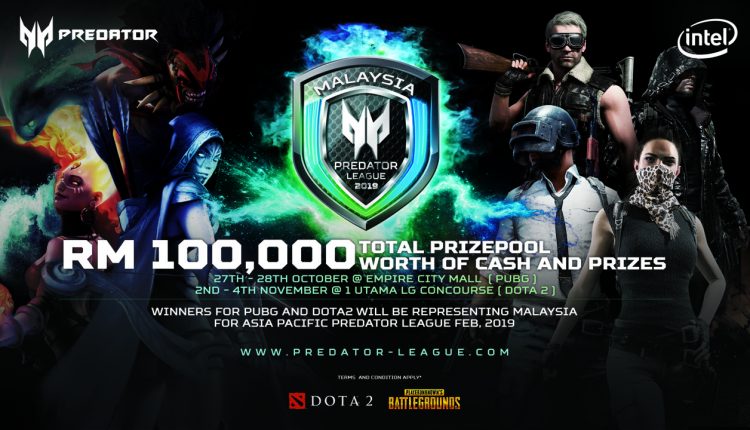 PREDATOR
intel
MALAYSIA
PREDATOR
LEAGUE
2019
RM 100,000 TOTAL PRIZEPOOL
WORTH OF CASH AND PRIZES
27TH - 28TH OCTOBER @ EMPIRE CITY MALL [ PUBG ]
2ND - 4TH NOVEMBER @ 1 UTAMA LG CONCOURSE [ DOTA 2 ]
WINNERS FOR PUBG AND DOTA2 WILL BE REPRESENTING MALAYSIA
FOR ASIA PACIFIC PREDATOR LEAGUE FEB, 2019
WWW.PREDATOR-LEAGUE.COM
TERMS AND CONDITION APPLY*
DOTA 2
PLAYERUNKNOWN'S
BATTLEGROUNDS